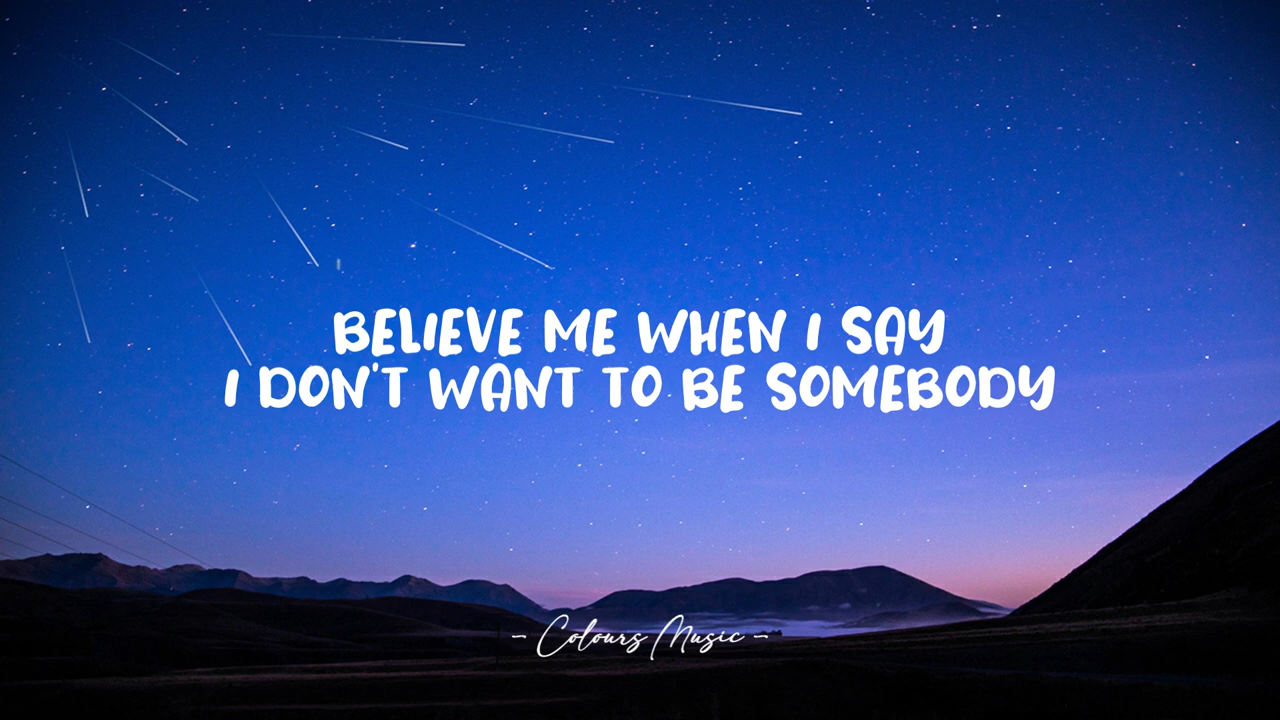 BELIEVE ME WHEN I SAY
I DON'T WANT TO BE SOMEBODY
- Colours Music -